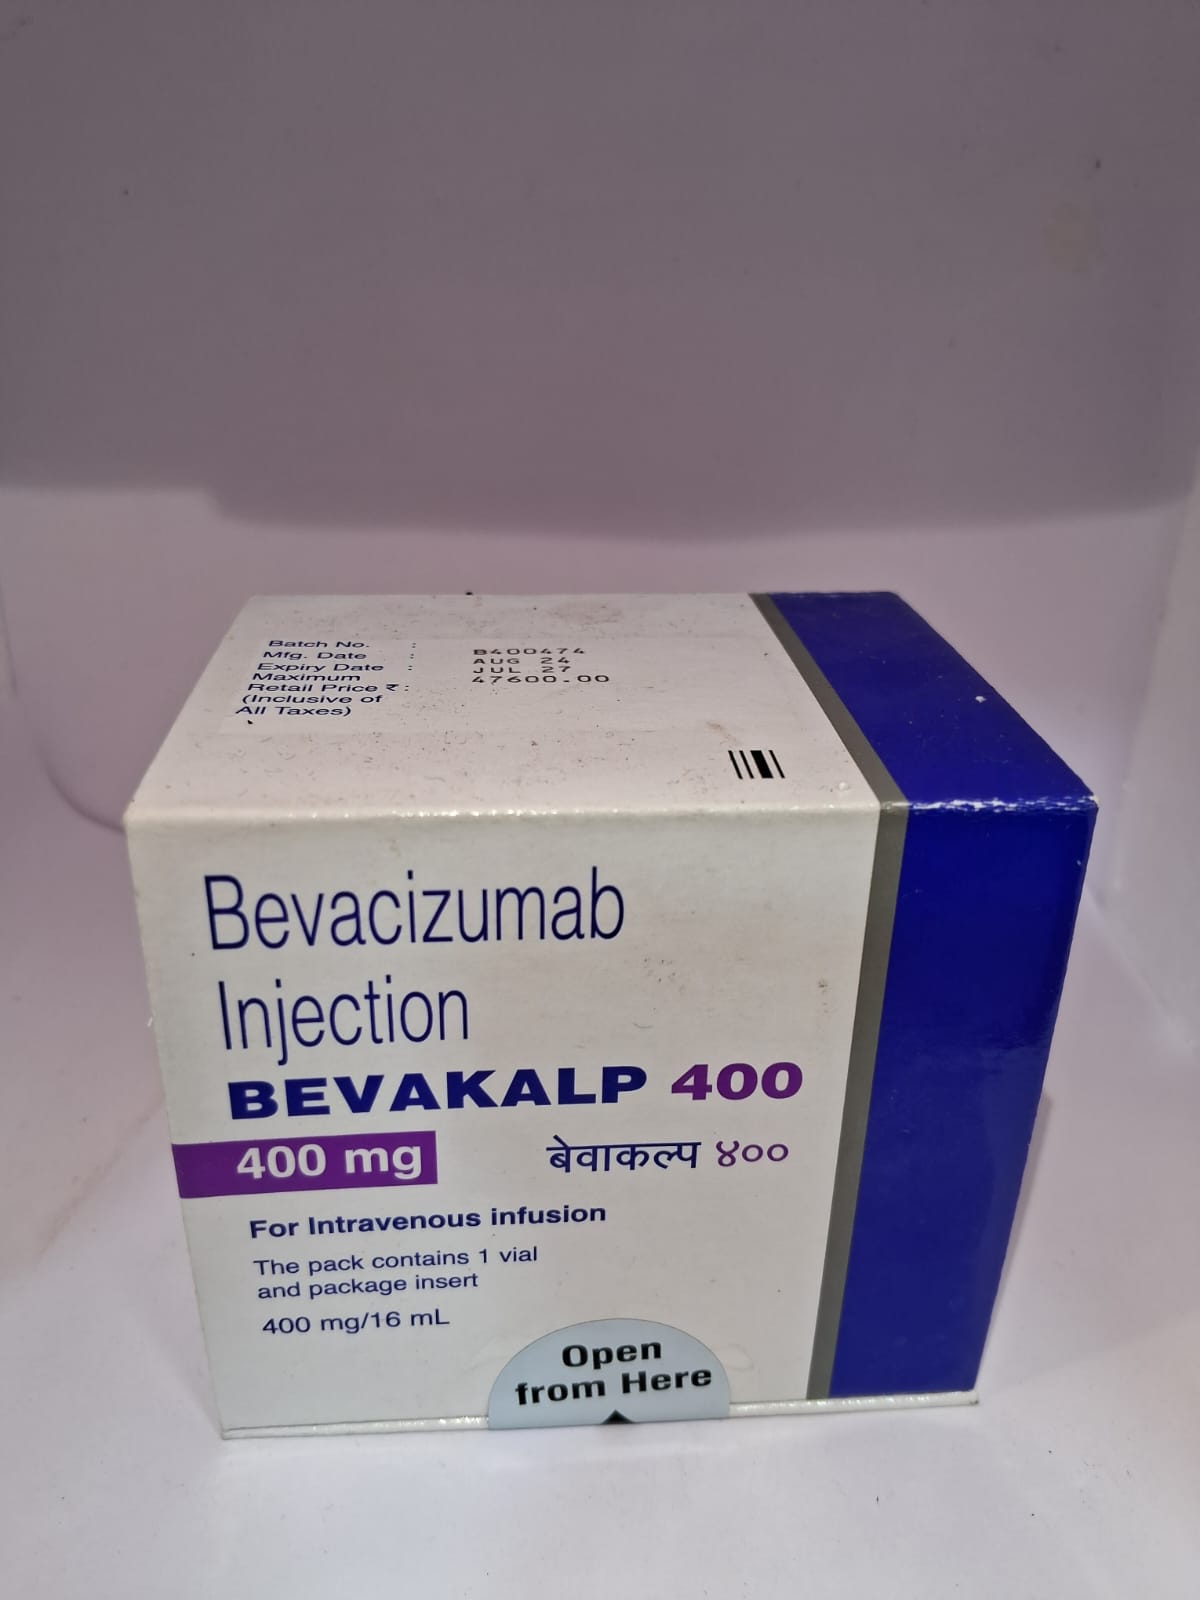 Batch No. : B400474
Mfg. Date : AUG 24
Expiry Date : JUL 27
Maximum
Retail Price ₹ : 47600.00
(Inclusive of
All Taxes)
Bevacizumab
Injection
BEVAKALP 400
400 mg
बेवाकल्प ४००
For Intravenous infusion
The pack contains 1 vial
and package insert
400 mg/16 mL
Open
from Here